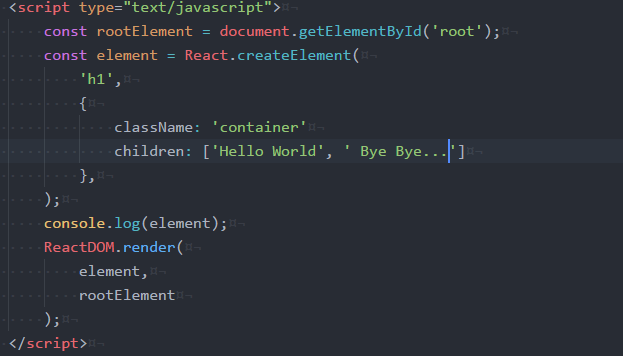 <script type="text/javascript">
    const rootElement = document.getElementById('root');
    const element = React.createElement(
        'h1',
        {
            className: 'container'
            children: ['Hello World', ' Bye Bye...']
        },
    );
    console.log(element);
    ReactDOM.render(
        element,
        rootElement
    );
</script>